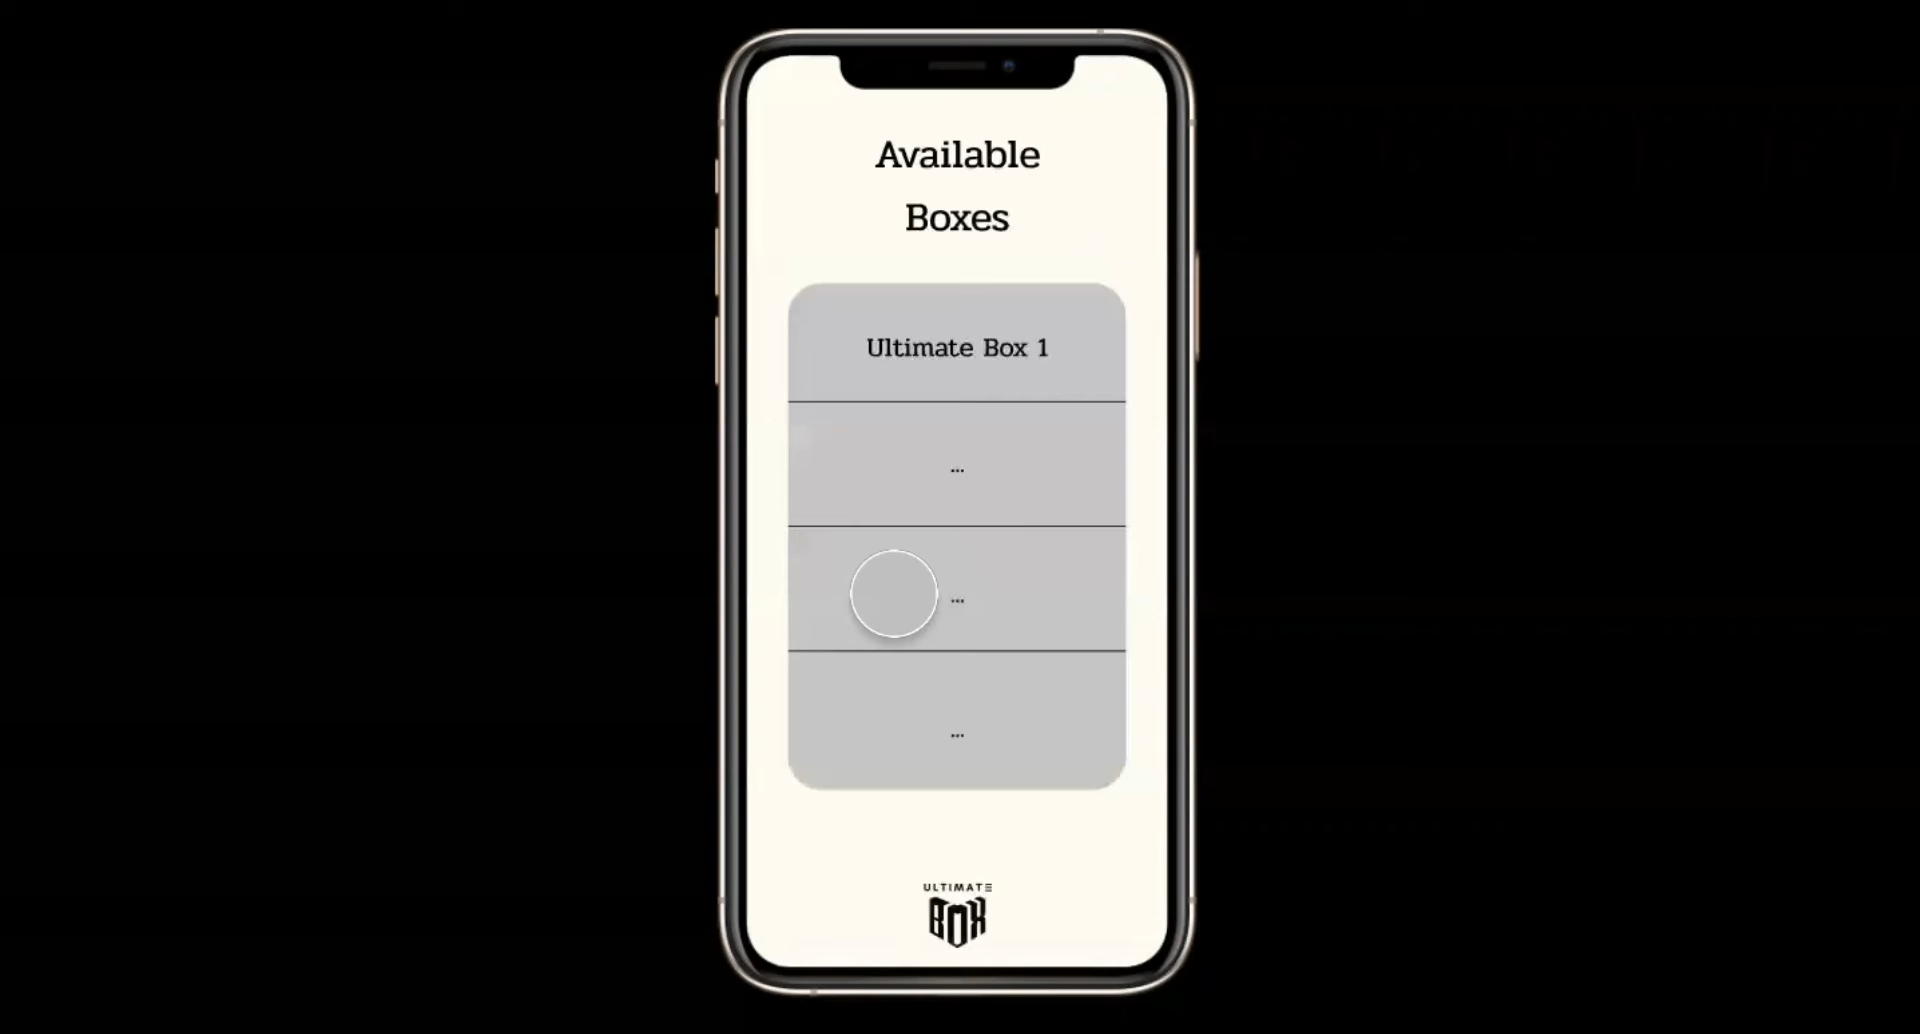 Available
Boxes
Ultimate Box 1
...
...
...
ULTIMATE
BOX